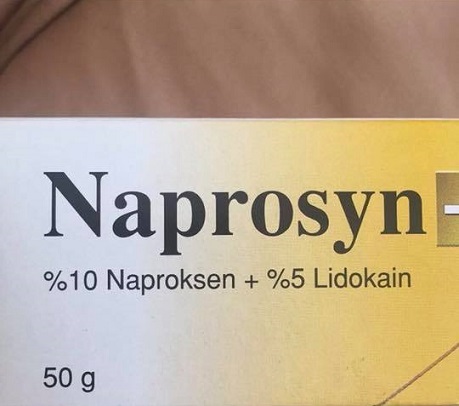 Naprosyn
%10 Naproksen + %5 Lidokain
50 g